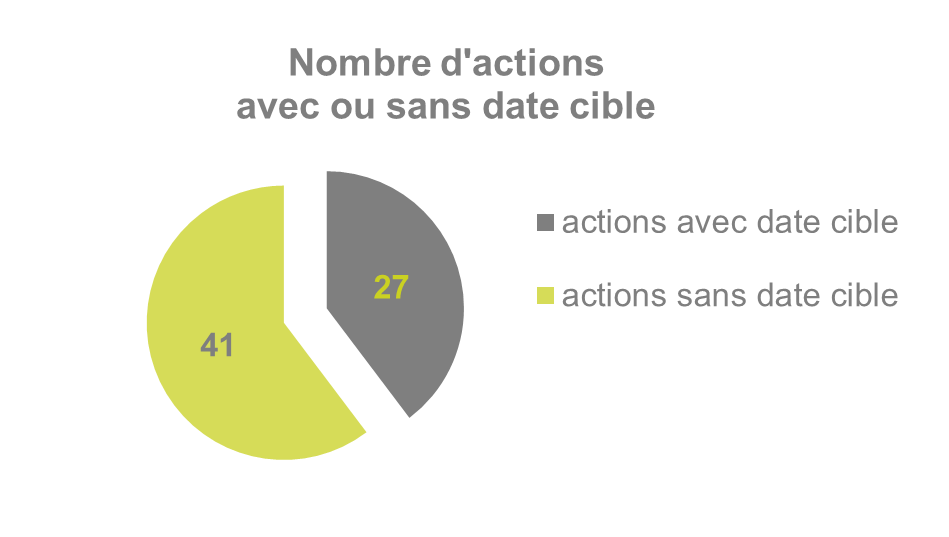 Nombre d'actions
avec ou sans date cible
27
41
actions avec date cible
actions sans date cible